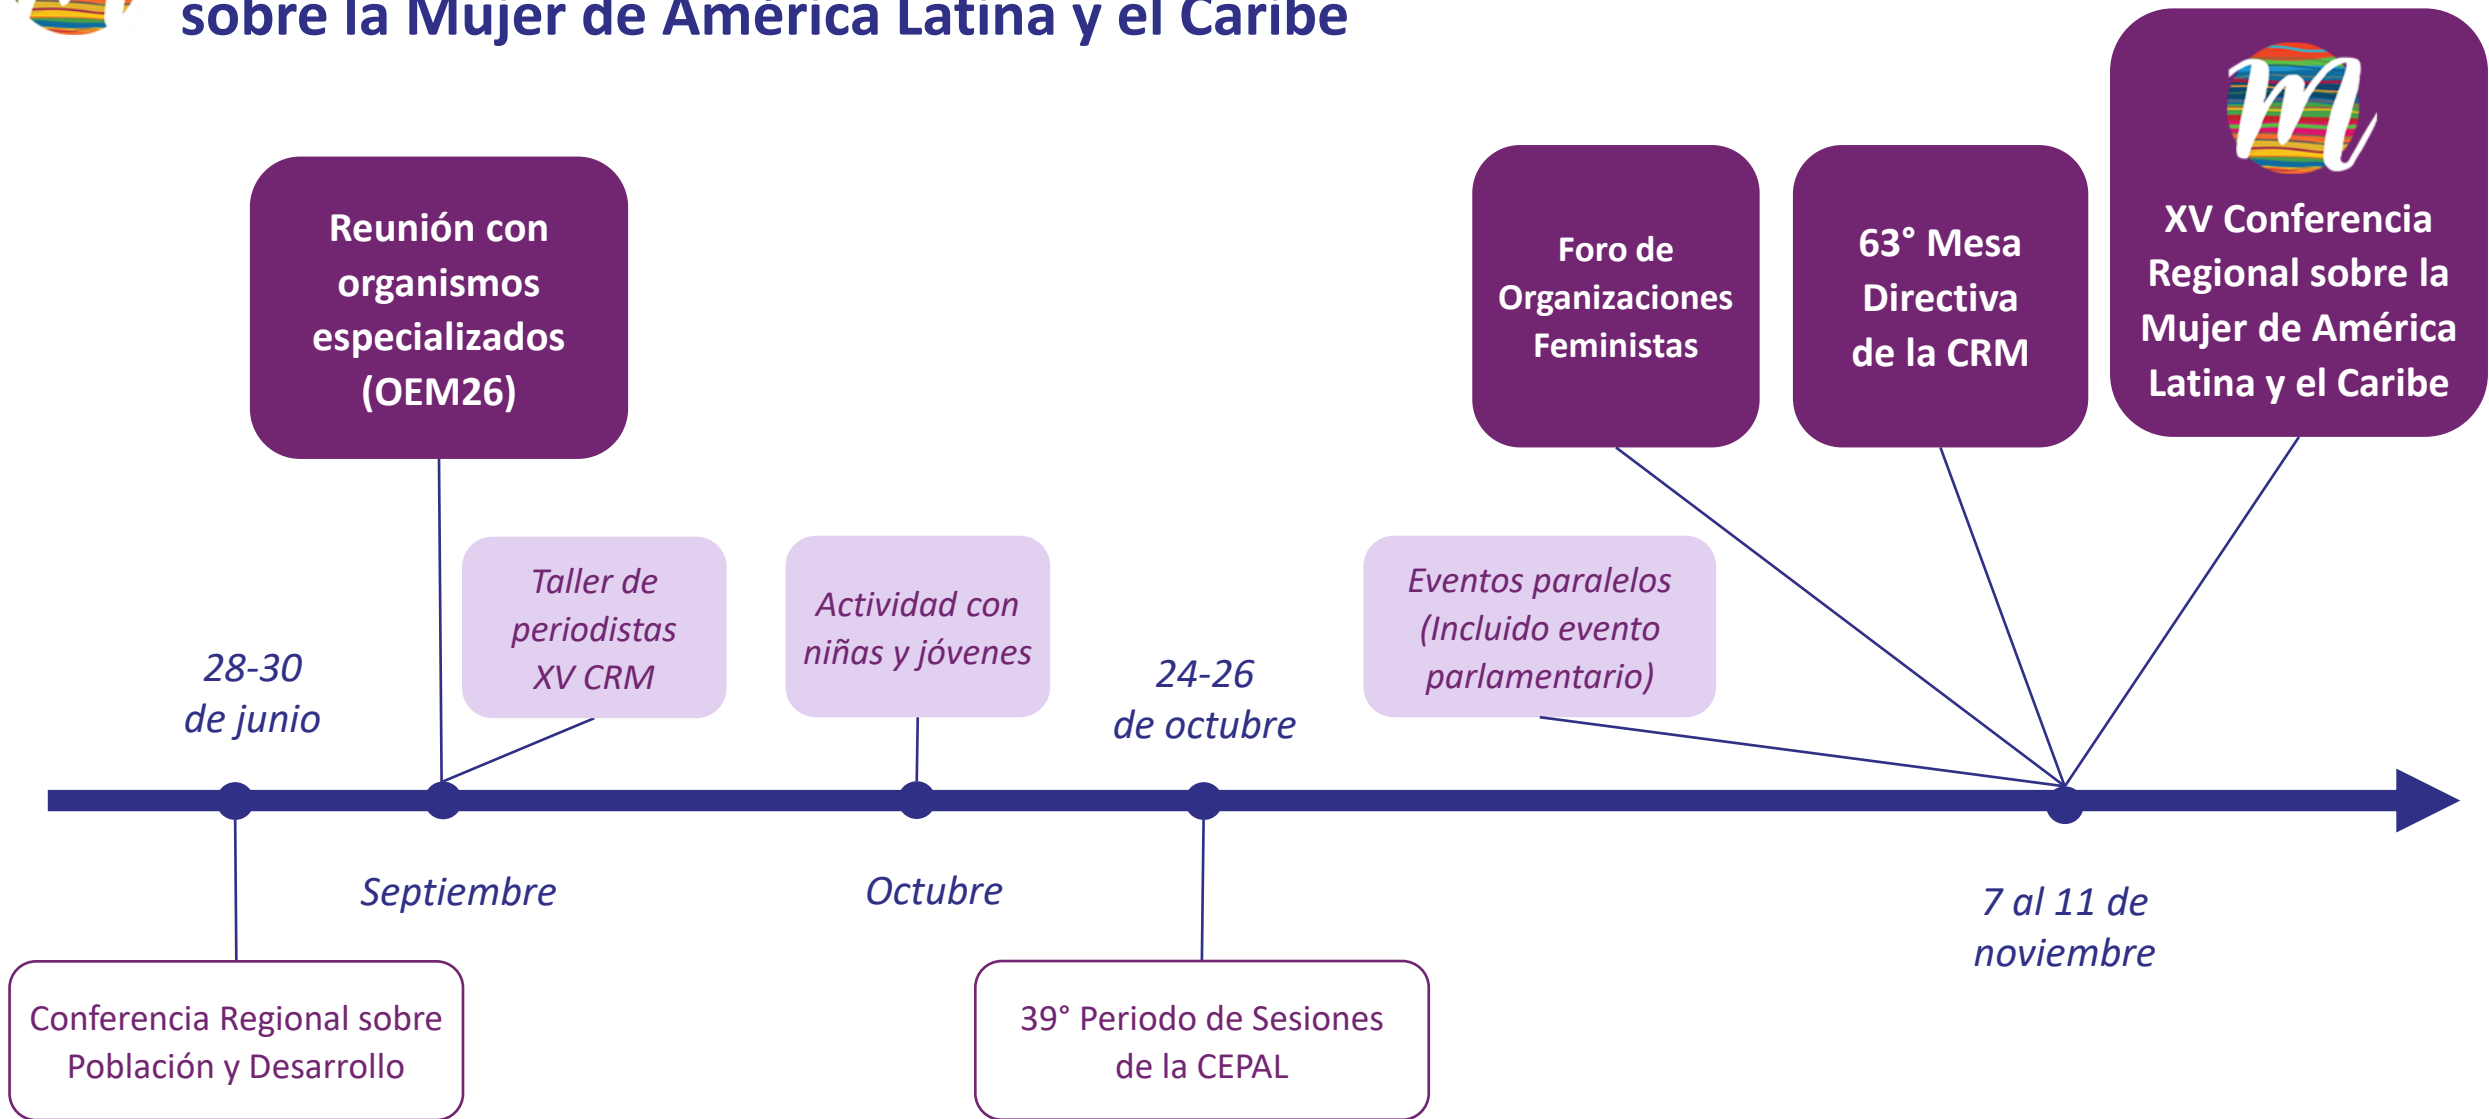 sobre la Mujer de América Latina y el Caribe
Reunión con
organismos
especializados
(OEM26)
Foro de
Organizaciones
Feministas
63° Mesa
Directiva
de la CRM
m
XV Conferencia
Regional sobre la
Mujer de América
Latina y el Caribe
Taller de
periodistas
XV CRM
Actividad con
niñas y jóvenes
Eventos paralelos
(Incluido evento
parlamentario)
28-30
de junio
24-26
de octubre
Septiembre
Octubre
7 al 11 de
noviembre
Conferencia Regional sobre
Población y Desarrollo
39° Periodo de Sesiones
de la CEPAL